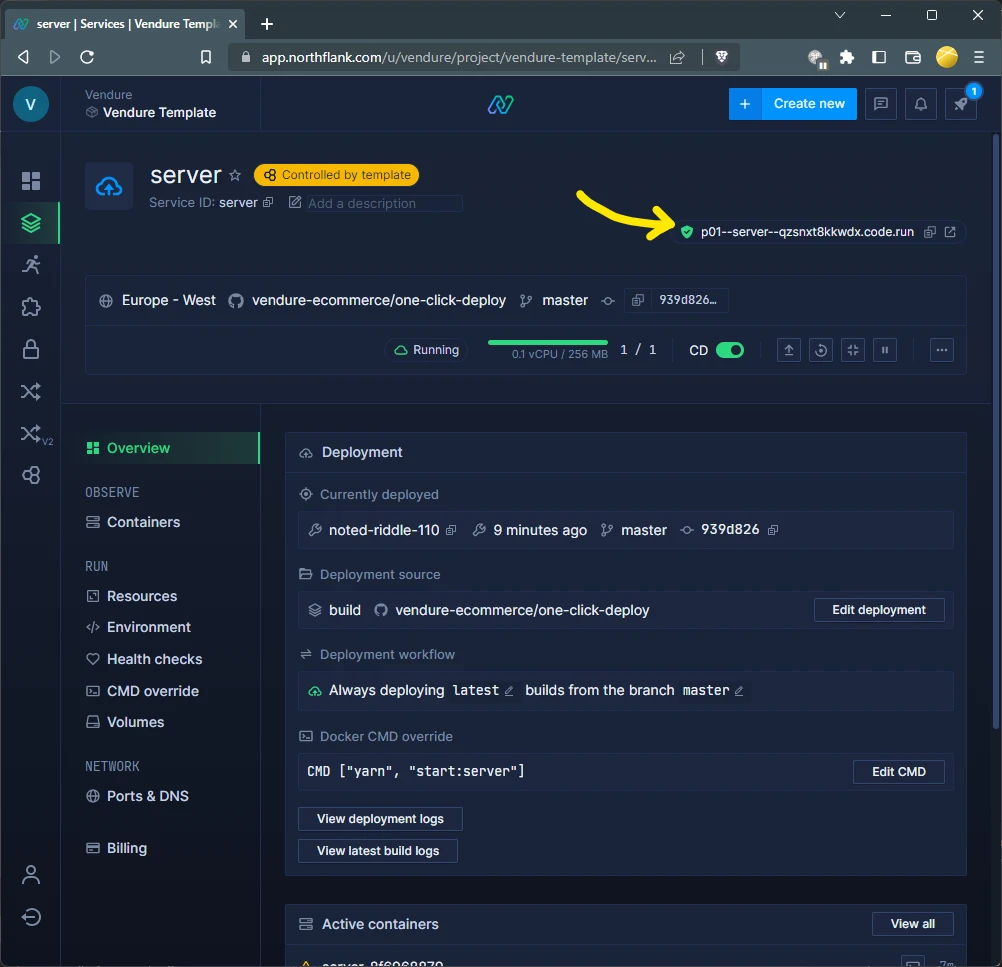 server | Services | Vendure Templa
app.northflank.com/u/vendure/project/vendure-template/serv...
V
Vendure
Vendure Template
Create new
1
server
Controlled by template
Service ID: server
Add a description
p01--server--qzsnxt8kkwdx.code.run
Europe - West vendure-ecommerce/one-click-deploy master 939d826...
Running 0.1 vCPU / 256 MB 1 / 1 CD
V2
Overview
OBSERVE
Containers
RUN
Resources
Environment
Health checks
CMD override
Volumes
NETWORK
Ports & DNS
Billing
Deployment
Currently deployed
noted-riddle-110 9 minutes ago master 939d826
Deployment source
build vendure-ecommerce/one-click-deploy Edit deployment
Deployment workflow
Always deploying latest builds from the branch master
Docker CMD override
CMD ["yarn", "start:server"] Edit CMD
View deployment logs
View latest build logs
Active containers View all